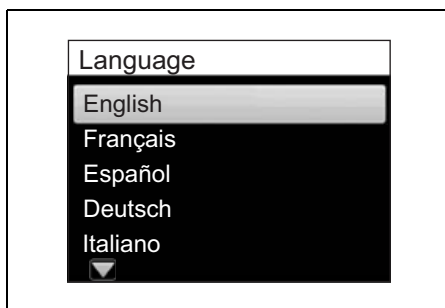 Language
English
Français
Español
Deutsch
Italiano